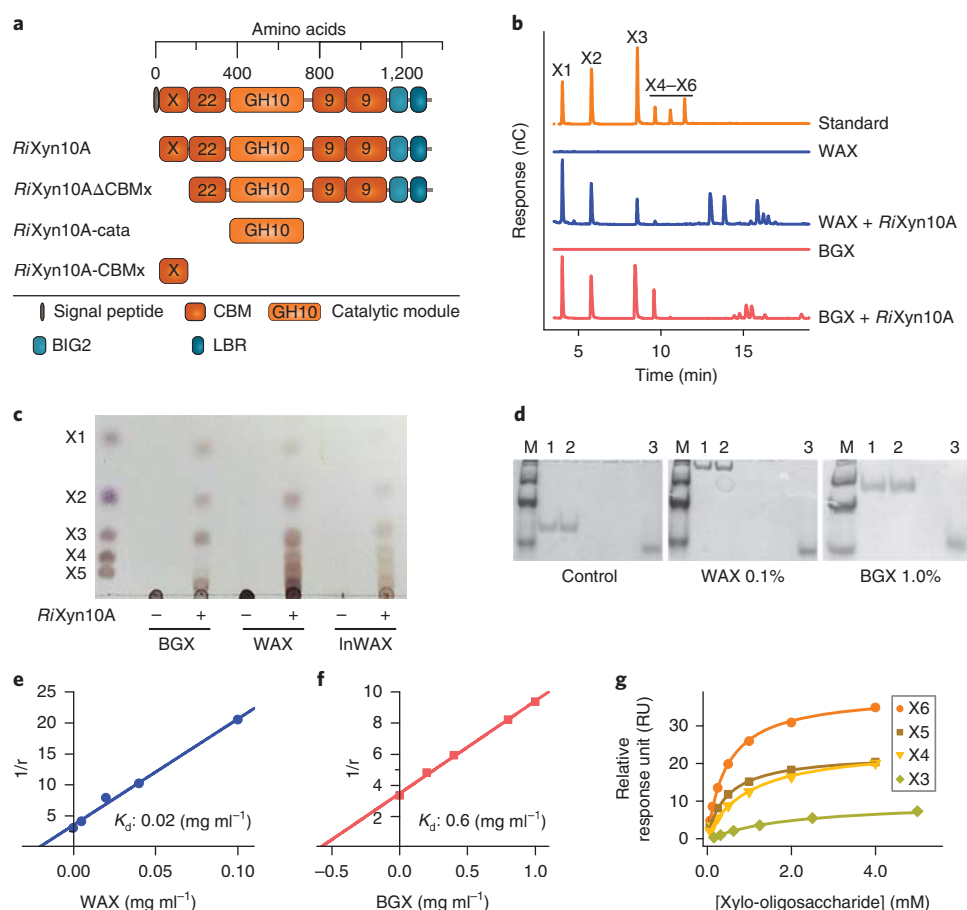 a
Amino acids
0 400 800 1,200
X 22 GH10 9 9
RiXyn10A X 22 GH10 9 9
RiXyn10AΔCBMx 22 GH10 9 9
RiXyn10A-cata GH10
RiXyn10A-CBMx X
Signal peptide CBM GH10 Catalytic module
BIG2 LBR
b
Response (nC)
X1 X2 X3 X4–X6
Standard
WAX
WAX + RiXyn10A
BGX
BGX + RiXyn10A
5 10 15
Time (min)
c
X1
X2
X3
X4
X5
RiXyn10A – + – + – +
BGX WAX InWAX
d
M 1 2 3 M 1 2 3 M 1 2 3
Control WAX 0.1% BGX 1.0%
e
1/r
25
20
15
10
5
Kd: 0.02 (mg ml−1)
0.00 0.05 0.10
WAX (mg ml−1)
f
1/r
10
8
6
4
2
Kd: 0.6 (mg ml−1)
−0.5 0.0 0.5 1.0
BGX (mg ml−1)
g
Relative response unit (RU)
30
20
10
0
X6
X5
X4
X3
0 2.0 4.0
[Xylo-oligosaccharide] (mM)